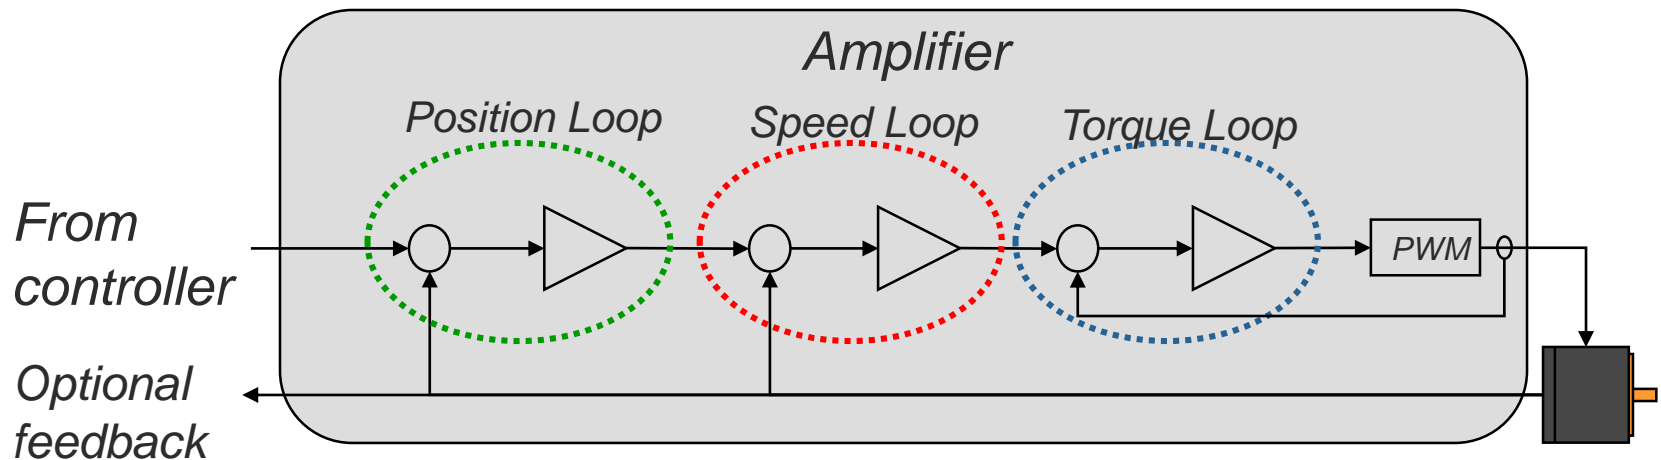 Amplifier
Position Loop
Speed Loop
Torque Loop
From
controller
PWM
Optional
feedback